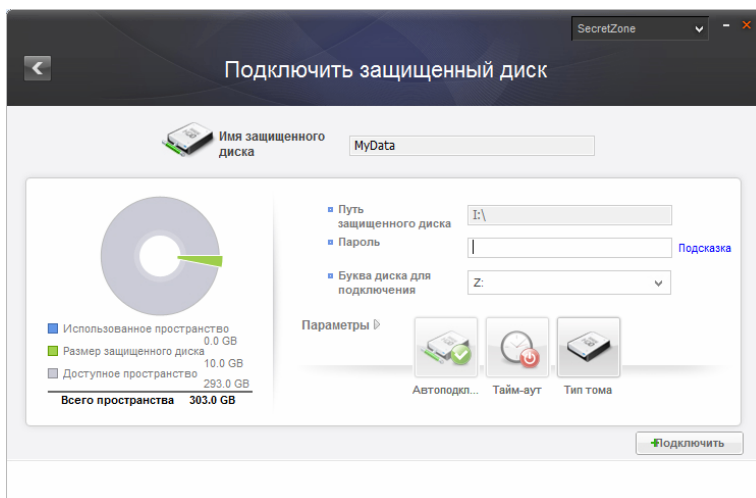 SecretZone
Подключить защищенный диск
Имя защищенного
диска
MyData
Путь
защищенного диска
I:\
Пароль
Подсказка
Буква диска для
подключения
Z:
Параметры
Автоподкл...
Тайм-аут
Тип тома
Использованное пространство
0.0 GB
Размер защищенного диска
10.0 GB
Доступное пространство
293.0 GB
Всего пространства 303.0 GB
Подключить